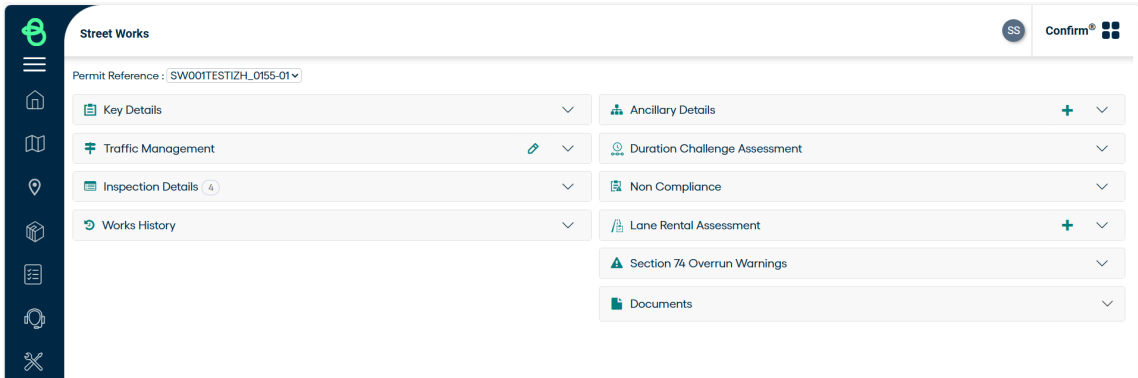 Street Works
SS
Confirm®
Permit Reference : SW001TESTIZH_0155-01
Key Details
Traffic Management
Inspection Details 4
Works History
Ancillary Details
Duration Challenge Assessment
Non Compliance
Lane Rental Assessment
Section 74 Overrun Warnings
Documents